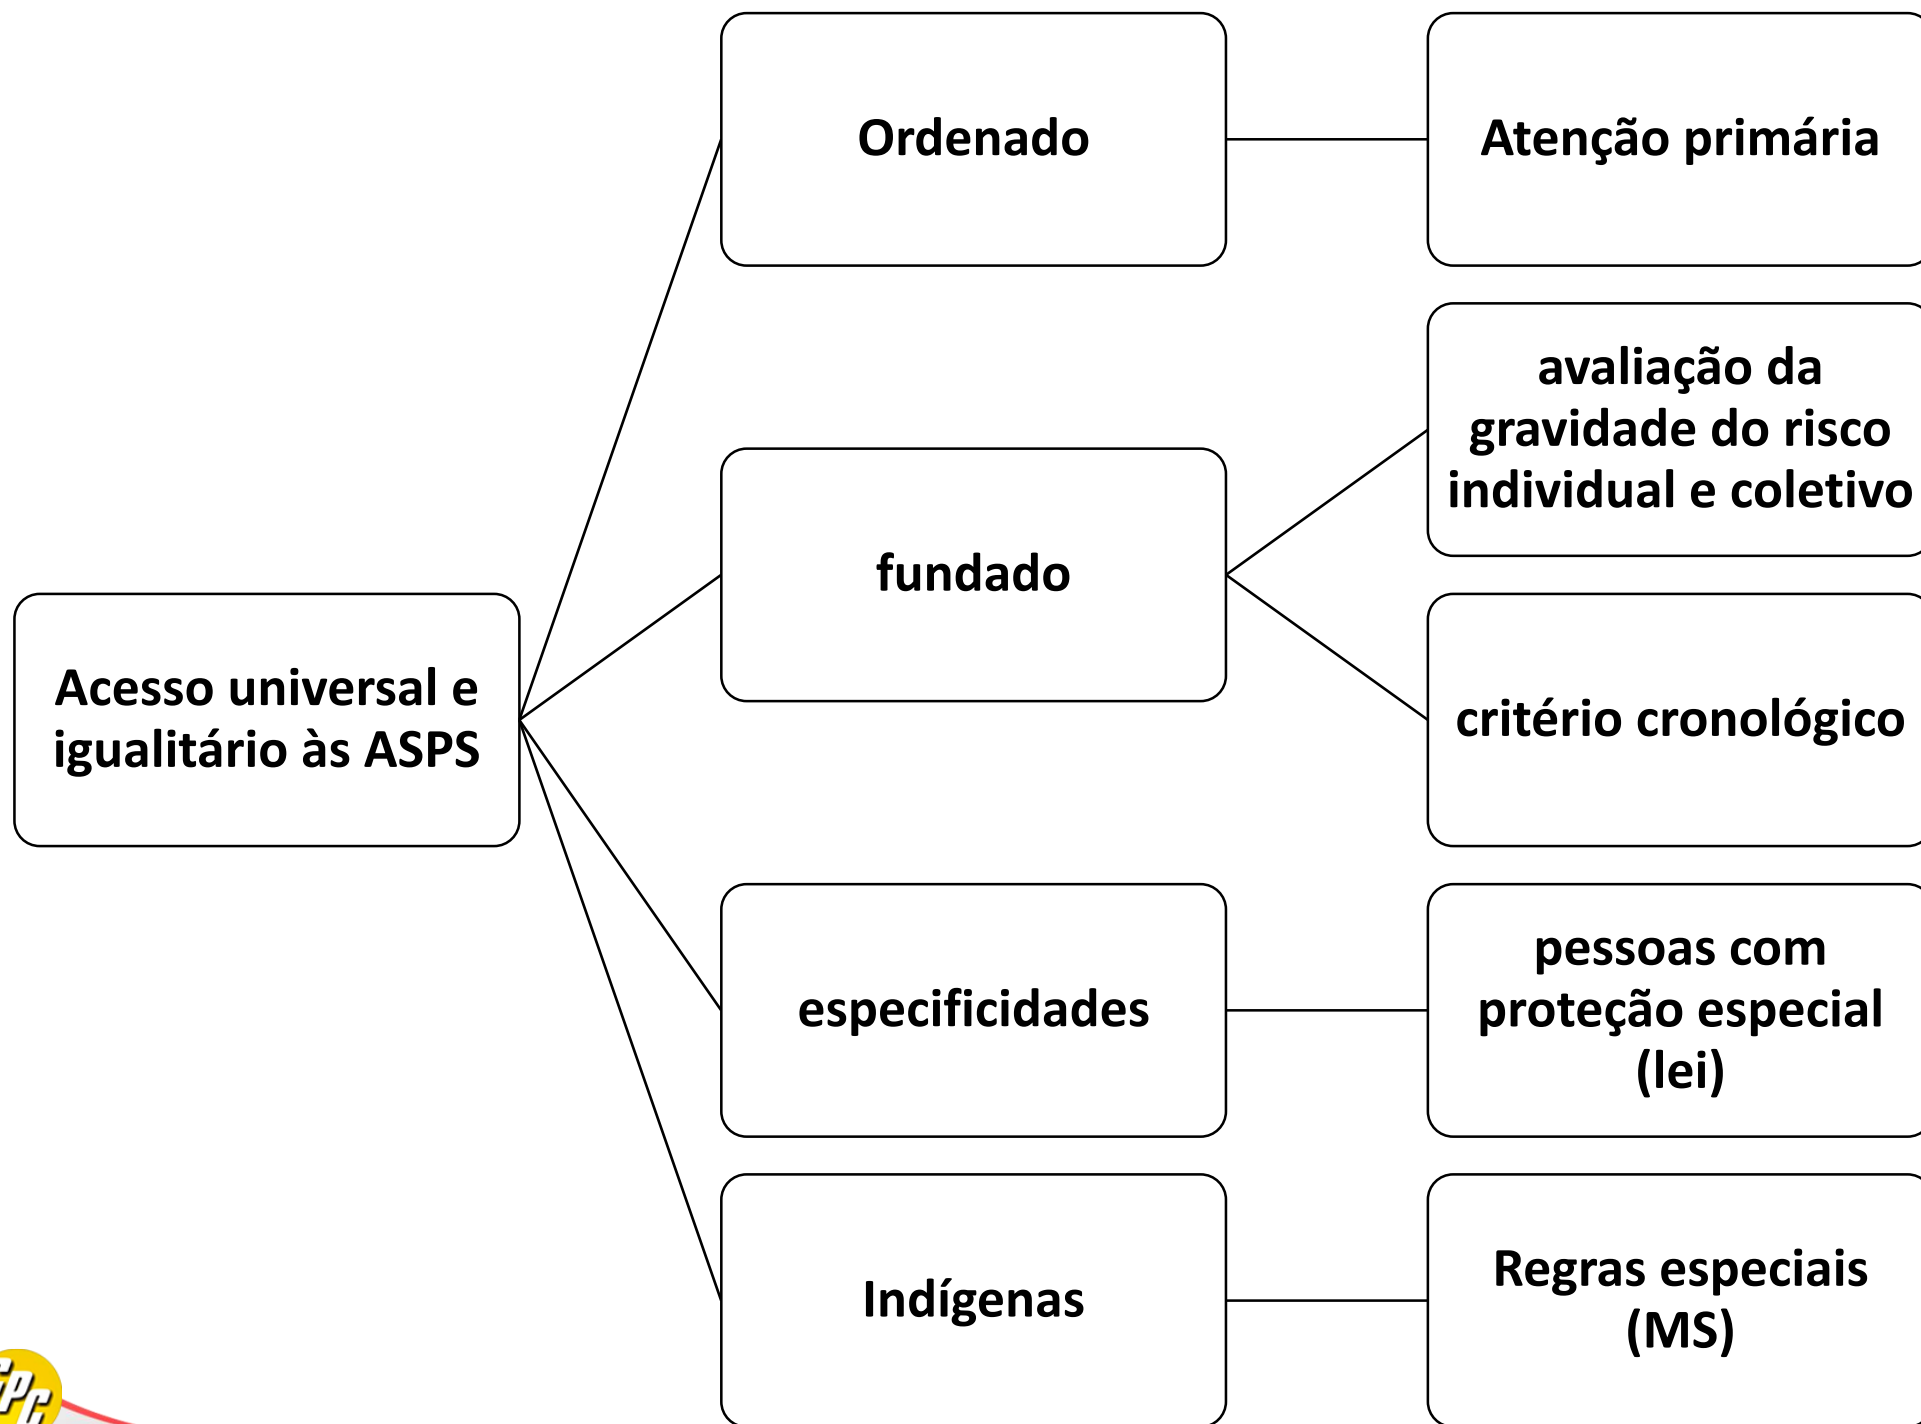 Ordenado
Atenção primária
avaliação da
gravidade do risco
individual e coletivo
fundado
Acesso universal e
igualitário às ASPS
critério cronológico
especificidades
pessoas com
proteção especial
(lei)
Indígenas
Regras especiais
(MS)